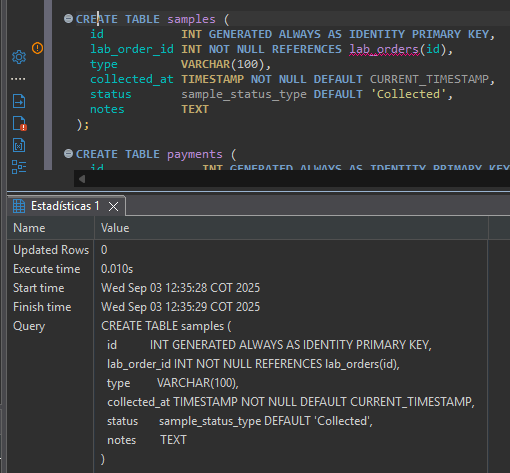 CREATE TABLE samples (
id INT GENERATED ALWAYS AS IDENTITY PRIMARY KEY,
lab_order_id INT NOT NULL REFERENCES lab_orders(id),
type VARCHAR(100),
collected_at TIMESTAMP NOT NULL DEFAULT CURRENT_TIMESTAMP,
status sample_status_type DEFAULT 'Collected',
notes TEXT
);
CREATE TABLE payments (
id INT GENERATED ALWAYS AS IDENTITY PRIMARY KEY
Estadísticas 1
Name Value
Updated Rows 0
Execute time 0.010s
Start time Wed Sep 03 12:35:28 COT 2025
Finish time Wed Sep 03 12:35:29 COT 2025
Query CREATE TABLE samples (
id INT GENERATED ALWAYS AS IDENTITY PRIMARY KEY,
lab_order_id INT NOT NULL REFERENCES lab_orders(id),
type VARCHAR(100),
collected_at TIMESTAMP NOT NULL DEFAULT CURRENT_TIMESTAMP,
status sample_status_type DEFAULT 'Collected',
notes TEXT
)